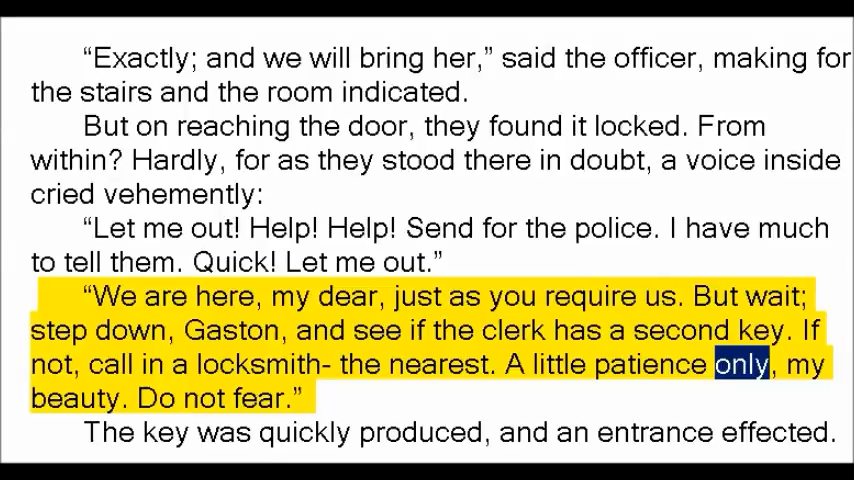 “Exactly; and we will bring her,” said the officer, making for
the stairs and the room indicated.
But on reaching the door, they found it locked. From
within? Hardly, for as they stood there in doubt, a voice inside
cried vehemently:
“Let me out! Help! Help! Send for the police. I have much
to tell them. Quick! Let me out.”
“We are here, my dear, just as you require us. But wait;
step down, Gaston, and see if the clerk has a second key. If
not, call in a locksmith- the nearest. A little patience only, my
beauty. Do not fear.”
The key was quickly produced, and an entrance effected.